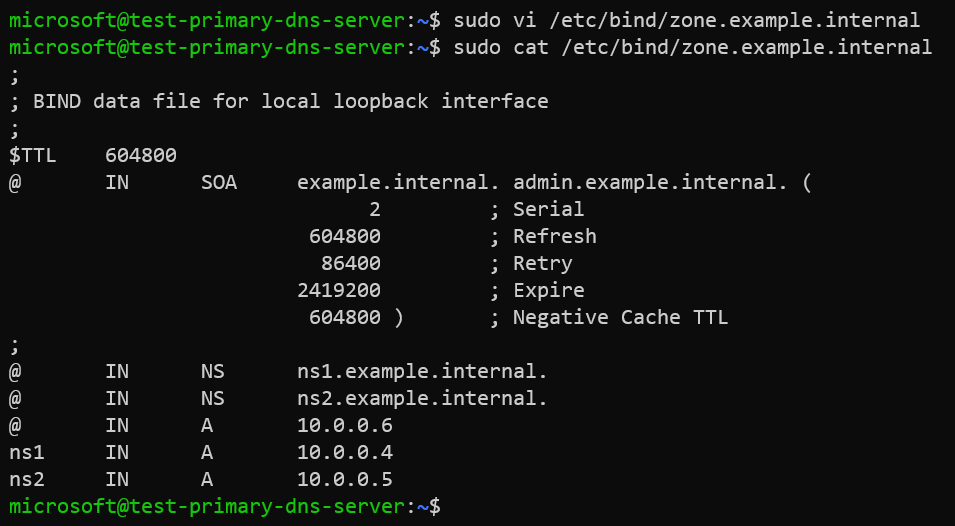 microsoft@test-primary-dns-server:~$ sudo vi /etc/bind/zone.example.internal
microsoft@test-primary-dns-server:~$ sudo cat /etc/bind/zone.example.internal
;
; BIND data file for local loopback interface
;
$TTL    604800
@       IN      SOA     example.internal. admin.example.internal. (
                              2         ; Serial
                         604800         ; Refresh
                          86400         ; Retry
                        2419200         ; Expire
                         604800 )       ; Negative Cache TTL
;
@       IN      NS      ns1.example.internal.
@       IN      NS      ns2.example.internal.
@       IN      A       10.0.0.6
ns1     IN      A       10.0.0.4
ns2     IN      A       10.0.0.5
microsoft@test-primary-dns-server:~$